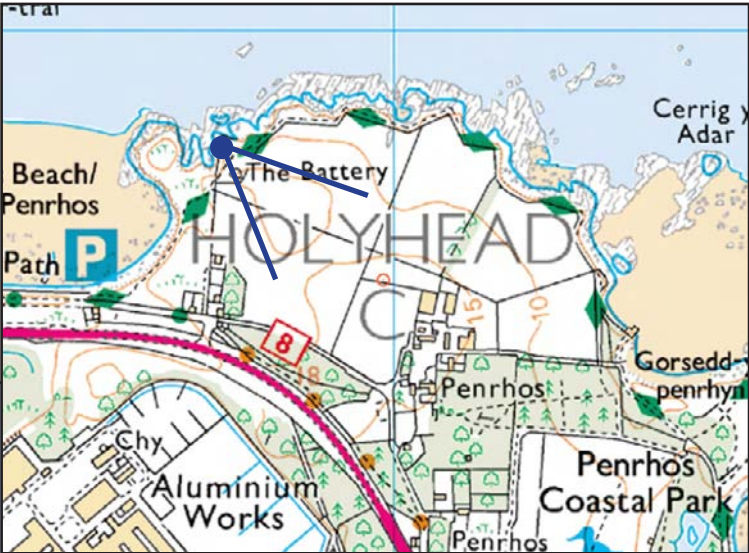 -trai
Cerrig y
Adar
The Battery
Beach/
Penrhos
Path
P
HOLYHEAD
C
15
10
8
18
Gorsedd-
penrhyn
Penrhos
Chy
Aluminium
Works
Penrhos
Coastal Park
Penrhos